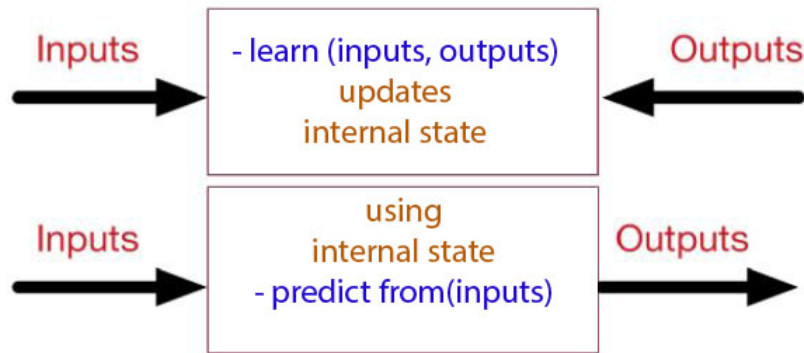 Inputs
- learn (inputs, outputs)
updates
internal state
Outputs
Inputs
using
internal state
- predict from(inputs)
Outputs